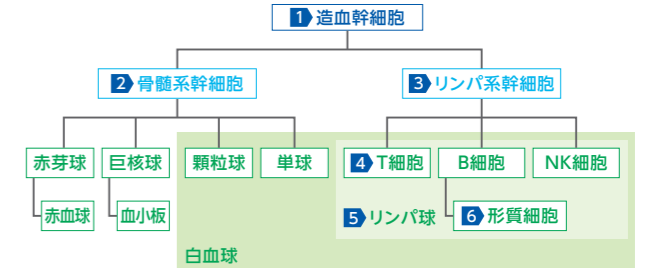 1 造血幹細胞
2 骨髄系幹細胞
3 リンパ系幹細胞
赤芽球 巨核球 顆粒球 単球 4 T細胞 B細胞 NK細胞
赤血球 血小板 5 リンパ球 6 形質細胞
白血球